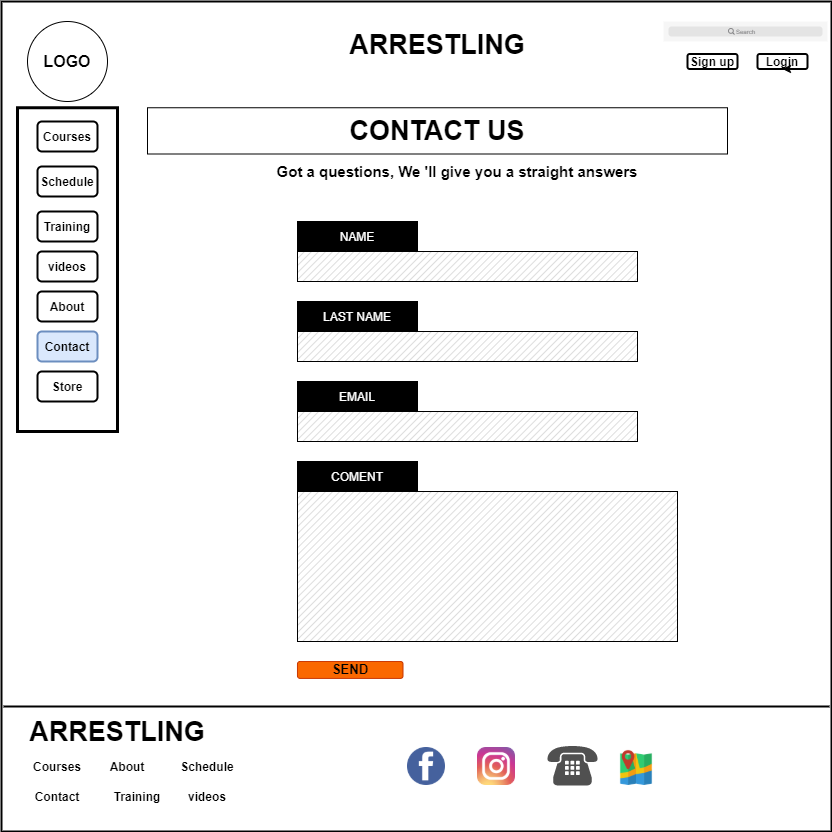 LOGO
ARRESTLING
Search
Sign up
Login
Courses
Schedule
Training
videos
About
Contact
Store
CONTACT US
Got a questions, We 'll give you a straight answers
NAME
LAST NAME
EMAIL
COMENT
SEND
ARRESTLING
Courses About Schedule
Contact Training videos